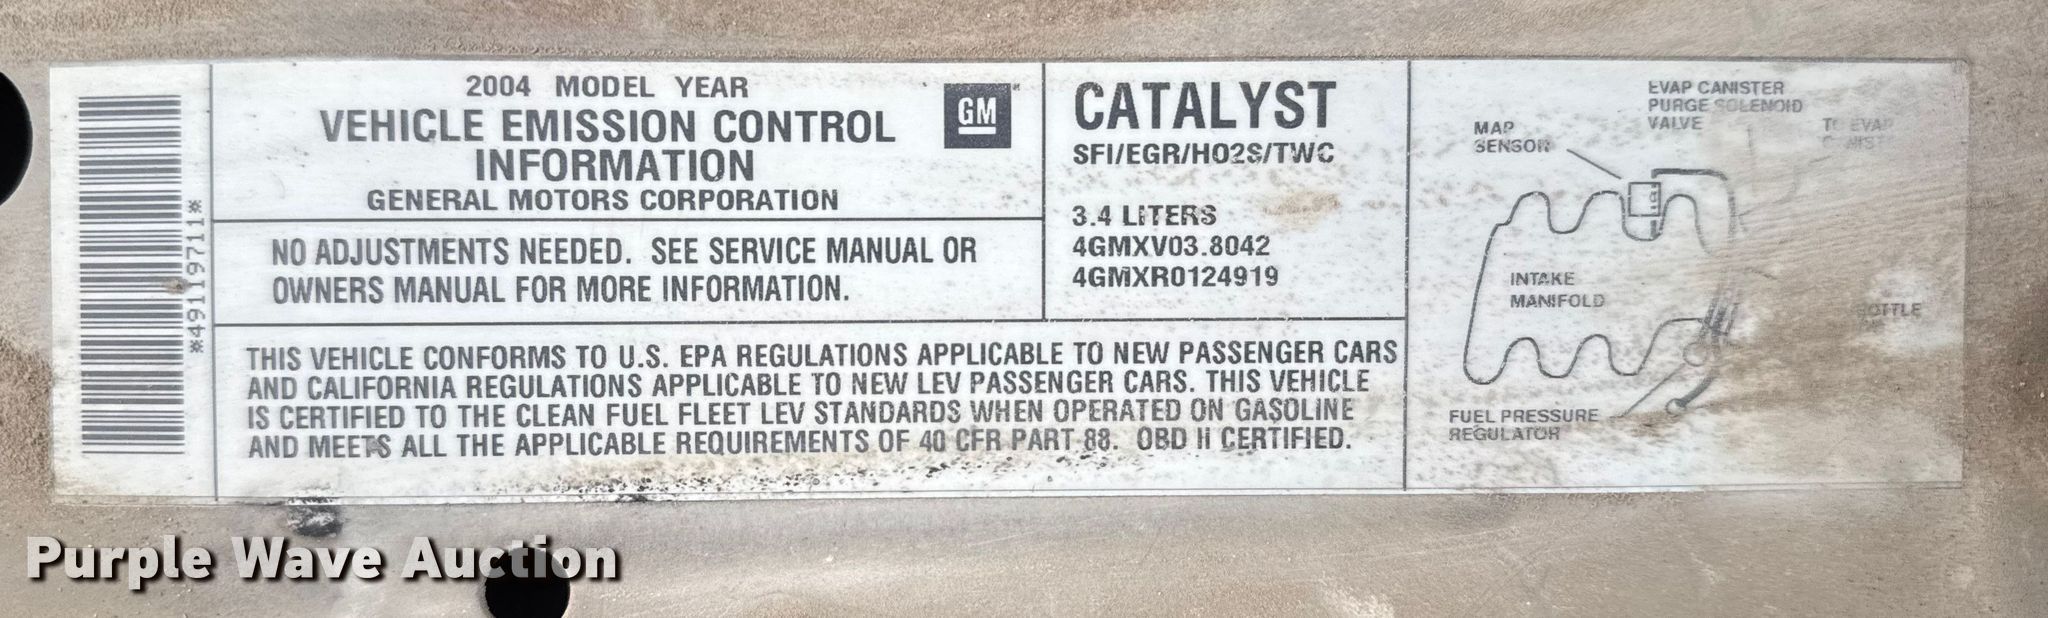 *49119711*
2004 MODEL YEAR
VEHICLE EMISSION CONTROL
INFORMATION
GENERAL MOTORS CORPORATION
GM
NO ADJUSTMENTS NEEDED. SEE SERVICE MANUAL OR
OWNERS MANUAL FOR MORE INFORMATION.
CATALYST
SFI/EGR/HO2S/TWC
3.4 LITERS
4GMXV03.8042
4GMXR0124919
THIS VEHICLE CONFORMS TO U.S. EPA REGULATIONS APPLICABLE TO NEW PASSENGER CARS
AND CALIFORNIA REGULATIONS APPLICABLE TO NEW LEV PASSENGER CARS. THIS VEHICLE
IS CERTIFIED TO THE CLEAN FUEL FLEET LEV STANDARDS WHEN OPERATED ON GASOLINE
AND MEETS ALL THE APPLICABLE REQUIREMENTS OF 40 CFR PART 88. OBD II CERTIFIED.
EVAP CANISTER
PURGE SOLENOID
VALVE
MAP
SENSOR
TO EVAP
INTAKE
MANIFOLD
FUEL PRESSURE
REGULATOR
Purple Wave Auction